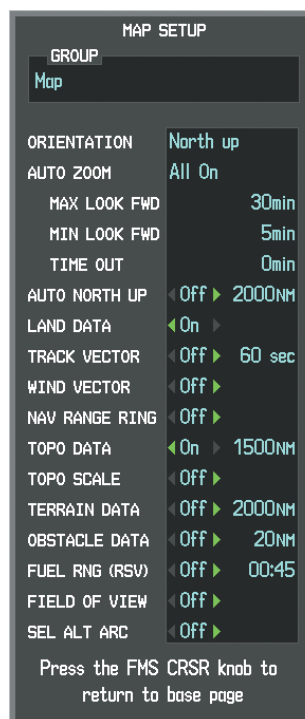 MAP SETUP
GROUP
Map
ORIENTATION North up
AUTO ZOOM All On
MAX LOOK FWD 30min
MIN LOOK FWD 5min
TIME OUT 0min
AUTO NORTH UP Off 2000NM
LAND DATA On
TRACK VECTOR Off 60 sec
WIND VECTOR Off
NAV RANGE RING Off
TOPO DATA On 1500NM
TOPO SCALE Off
TERRAIN DATA Off 2000NM
OBSTACLE DATA Off 20NM
FUEL RNG (RSV) Off 00:45
FIELD OF VIEW Off
SEL ALT ARC Off
Press the FMS CRSR knob to
return to base page